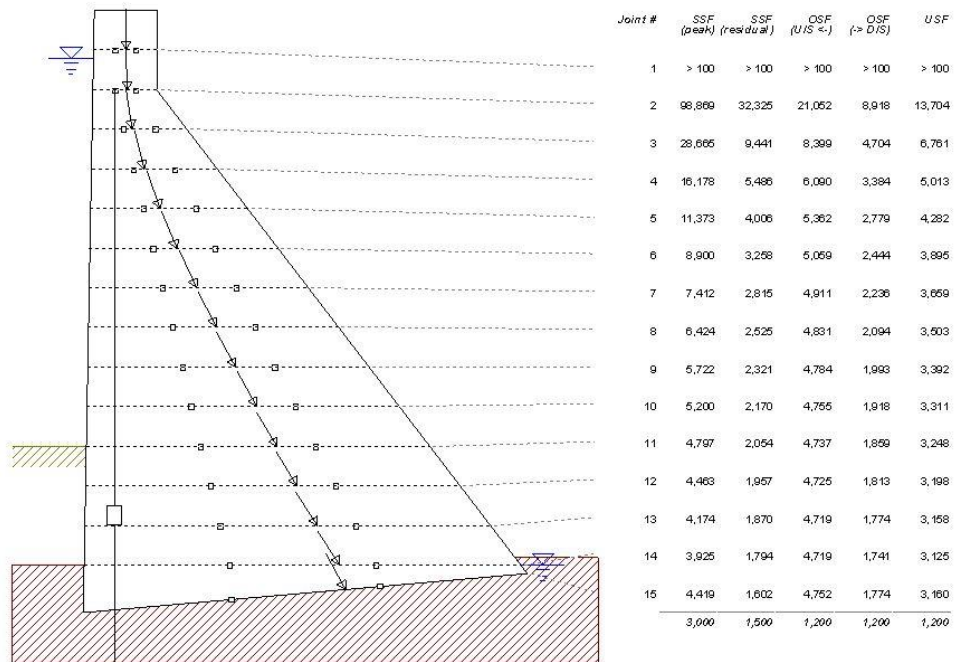 Joint # SSF (peak) SSF (residual) OSF (U/S <-) OSF (-> D/S) USF
1 > 100 > 100 > 100 > 100 > 100
2 98,869 32,325 21,052 8,918 13,704
3 28,665 9,441 8,399 4,704 6,761
4 16,178 5,486 6,090 3,384 5,013
5 11,373 4,006 5,362 2,779 4,282
6 8,900 3,258 5,059 2,444 3,895
7 7,412 2,815 4,911 2,236 3,659
8 6,424 2,525 4,831 2,094 3,503
9 5,722 2,321 4,784 1,993 3,392
10 5,200 2,170 4,755 1,918 3,311
11 4,797 2,054 4,737 1,859 3,248
12 4,463 1,957 4,725 1,813 3,198
13 4,174 1,870 4,719 1,774 3,158
14 3,925 1,794 4,719 1,741 3,125
15 4,419 1,602 4,752 1,774 3,160
3,000 1,500 1,200 1,200 1,200